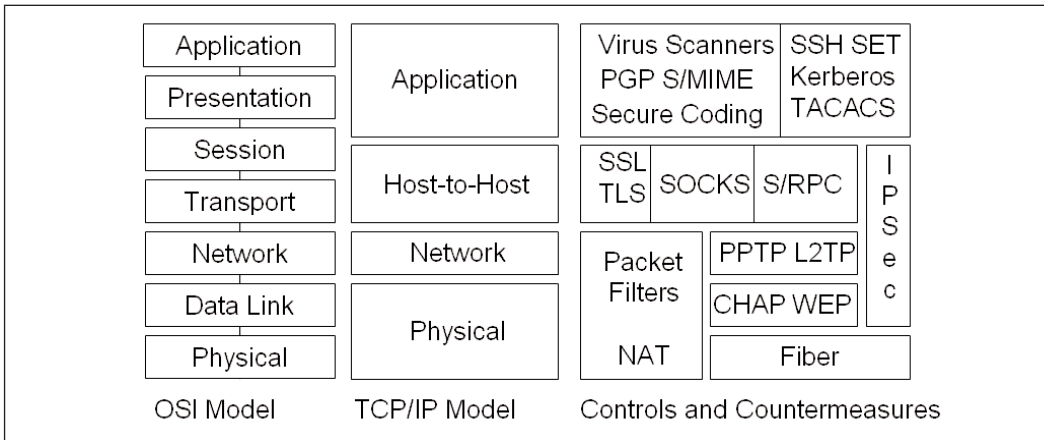 Application
Presentation
Session
Transport
Network
Data Link
Physical
OSI Model
Application
Host-to-Host
Network
Physical
TCP/IP Model
Virus Scanners
PGP S/MIME
Secure Coding
SSH SET
Kerberos
TACACS
SSL
TLS
SOCKS
S/RPC
IPSec
Packet
Filters
NAT
PPTP L2TP
CHAP WEP
Fiber
Controls and Countermeasures